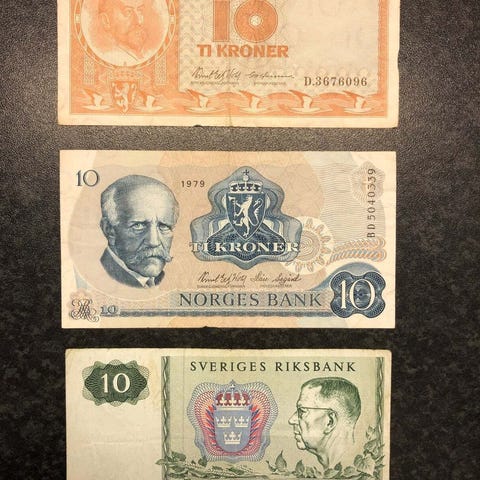 10
TI KRONER
D.3676096
10
1979
BD5040339
TI KRONER
NORGES BANK
10
10
SVERIGES RIKSBANK
10